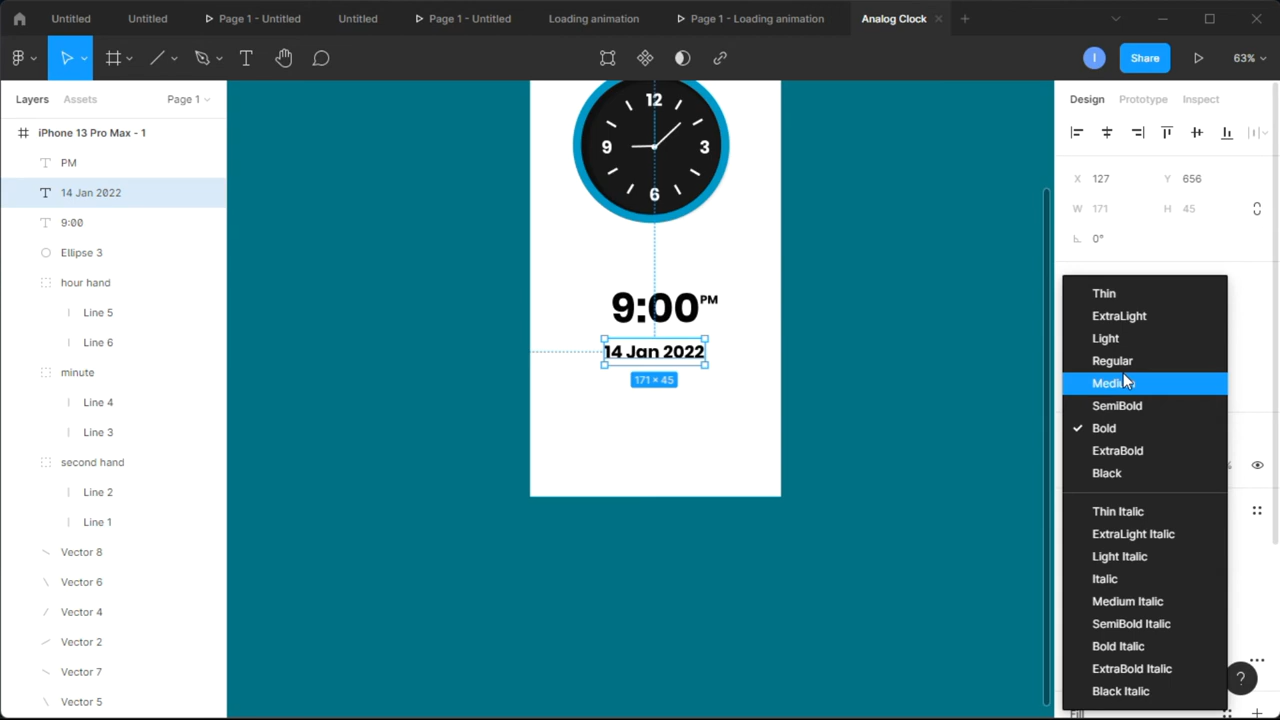 Untitled
Untitled
Page 1 - Untitled
Untitled
Page 1 - Untitled
Loading animation
Page 1 - Loading animation
Analog Clock
I
Share
63%
Layers
Assets
Page 1
Design
Prototype
Inspect
iPhone 13 Pro Max - 1
PM
14 Jan 2022
9:00
Ellipse 3
hour hand
Line 5
Line 6
minute
Line 4
Line 3
second hand
Line 2
Line 1
Vector 8
Vector 6
Vector 4
Vector 2
Vector 7
Vector 5
12
9
3
6
9:00 PM
14 Jan 2022
171 × 45
X 127
Y 656
W 171
H 45
0°
Thin
ExtraLight
Light
Regular
Medium
SemiBold
Bold
ExtraBold
Black
Thin Italic
ExtraLight Italic
Light Italic
Italic
Medium Italic
SemiBold Italic
Bold Italic
ExtraBold Italic
Black Italic
?
Fill